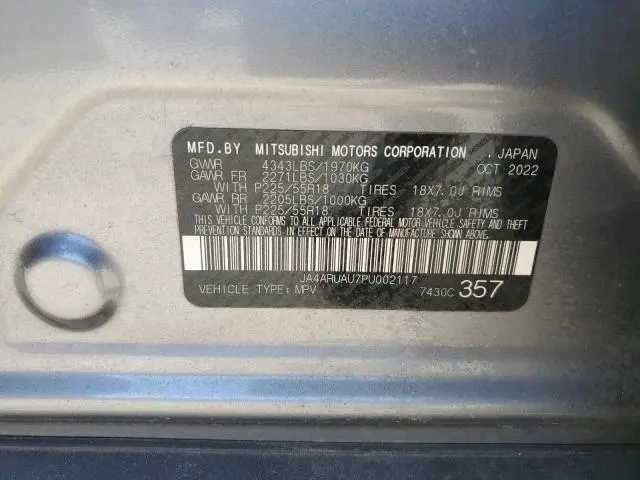 MFD.BY MITSUBISHI MOTORS CORPORATION , JAPAN
GVWR 4343LBS/1970KG OCT 2022
GAWR FR 2271LBS/1030KG
WITH P225/55R18 TIRES 18X7.0J RIMS
GAWR RR 2205LBS/1000KG
WITH P225/55R18 TIRES 18X7.0J RIMS
THIS VEHICLE CONFORMS TO ALL APPLICABLE FEDERAL MOTOR VEHICLE SAFETY AND THEFT
PREVENTION STANDARDS IN EFFECT ON THE DATE OF MANUFACTURE SHOWN ABOVE.
JA4ARUAU7PU002117
VEHICLE TYPE: MPV 7430C 357